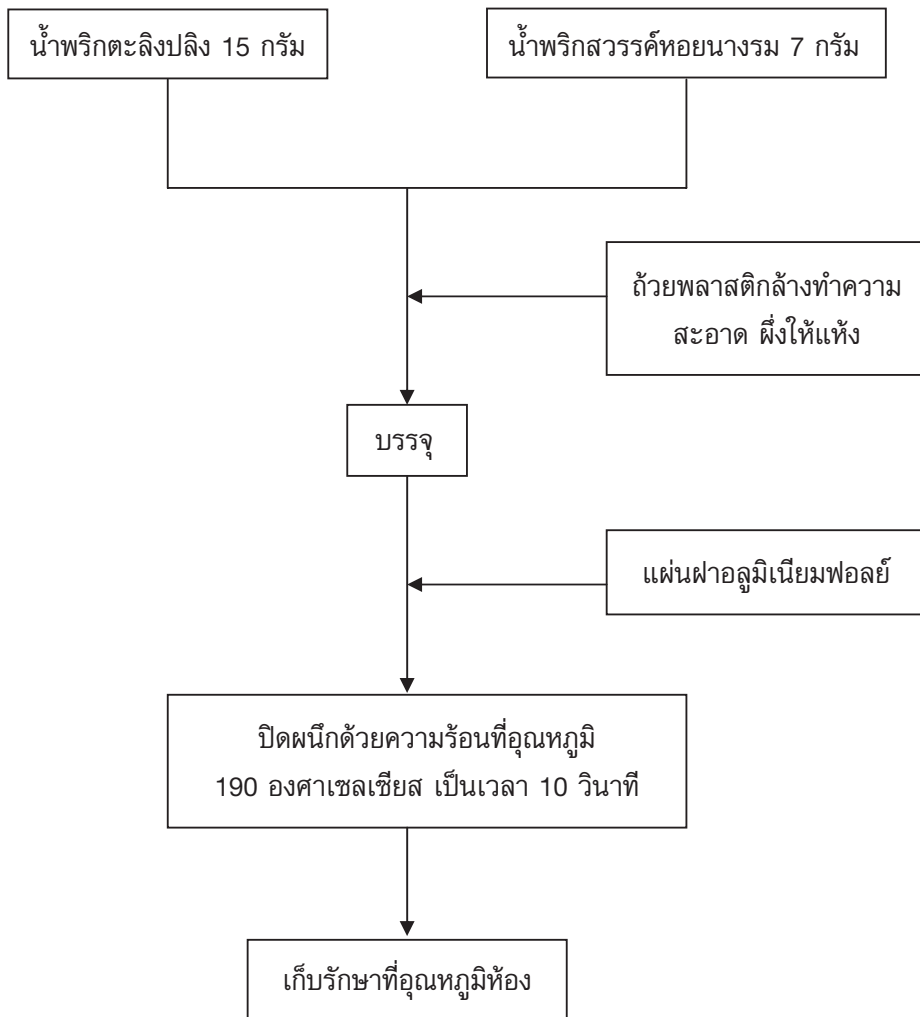 น้ำพริกตะลิงปลิง 15 กรัม
น้ำพริกสวรรค์หอยนางรม 7 กรัม
ถ้วยพลาสติกล้างทำความ
สะอาด ผึ่งให้แห้ง
บรรจุ
แผ่นฝาอลูมิเนียมฟอลย์
ปิดผนึกด้วยความร้อนที่อุณหภูมิ
190 องศาเซลเซียส เป็นเวลา 10 วินาที
เก็บรักษาที่อุณหภูมิห้อง